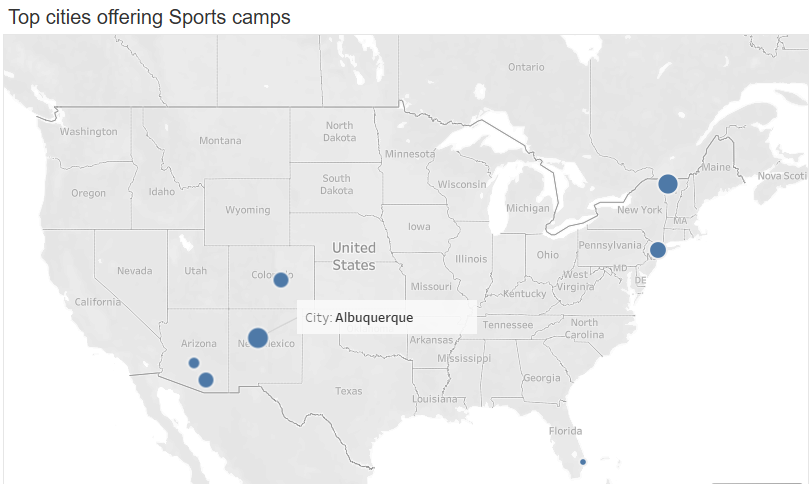 Top cities offering Sports camps
Ontario
Washington
Montana
North
Dakota
Minnesota
Maine
Nova Scoti
Oregon
Idaho
South
Dakota
Wisconsin
Wyoming
Michigan
New York
MA
Iowa
Nevada
Utah
United
States
Illinois
Ohio
Pennsylvania
MD
DE
West
Virginia
California
Missouri
Kentucky
City: Albuquerque
Arizona
Tennessee
North
Carolina
Arkansas
Mississippi
Texas
Louisiana
Georgia
Florida